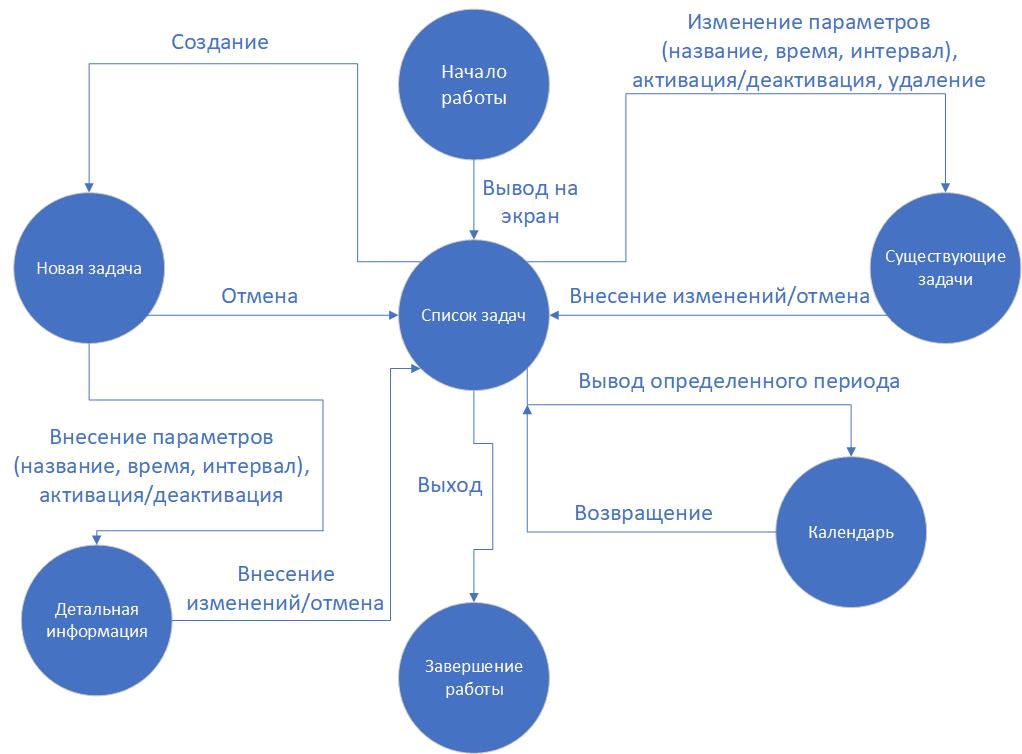 Создание
Начало
работы
Изменение параметров
(название, время, интервал),
активация/деактивация, удаление
Вывод на
экран
Новая задача
Существующие
задачи
Отмена
Список задач
Внесение изменений/отмена
Вывод определенного периода
Внесение параметров
(название, время, интервал),
активация/деактивация
Выход
Возвращение
Календарь
Внесение
изменений/отмена
Детальная
информация
Завершение
работы